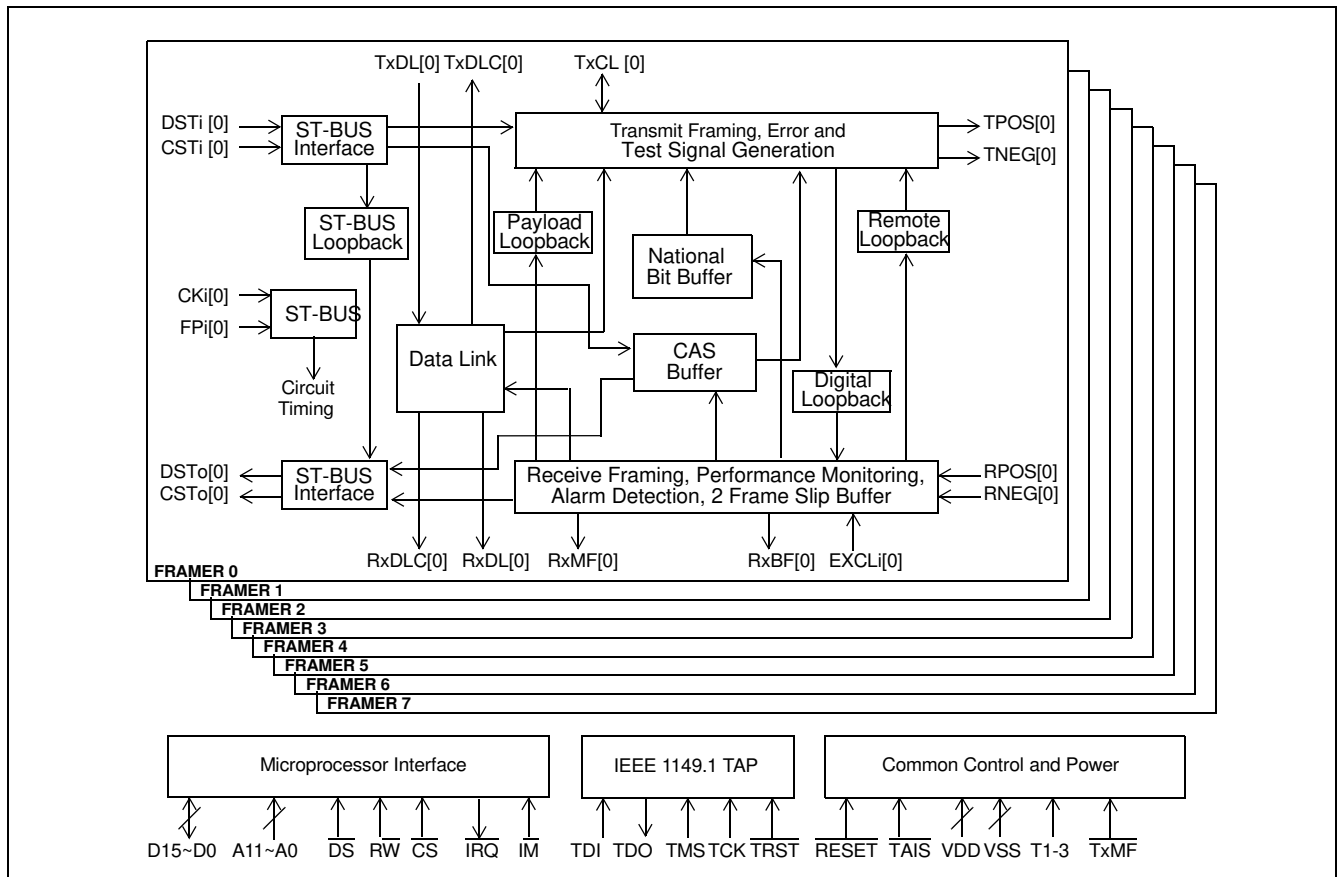 TxDL[0] TxDLC[0] TxCL [0]
DSTi [0]
CSTi [0]
ST-BUS
Interface
Transmit Framing, Error and
Test Signal Generation
TPOS[0]
TNEG[0]
ST-BUS
Loopback
Payload
Loopback
National
Bit Buffer
Remote
Loopback
CKi[0]
FPi[0]
ST-BUS
Circuit
Timing
Data Link
CAS
Buffer
Digital
Loopback
DSTo[0]
CSTo[0]
ST-BUS
Interface
Receive Framing, Performance Monitoring,
Alarm Detection, 2 Frame Slip Buffer
RPOS[0]
RNEG[0]
RxDLC[0] RxDL[0] RxMF[0] RxBF[0] EXCLi[0]
FRAMER 0
FRAMER 1
FRAMER 2
FRAMER 3
FRAMER 4
FRAMER 5
FRAMER 6
FRAMER 7
Microprocessor Interface
IEEE 1149.1 TAP
Common Control and Power
D15~D0 A11~A0 DS RW CS IRQ IM TDI TDO TMS TCK TRST RESET TAIS VDD VSS T1-3 TxMF